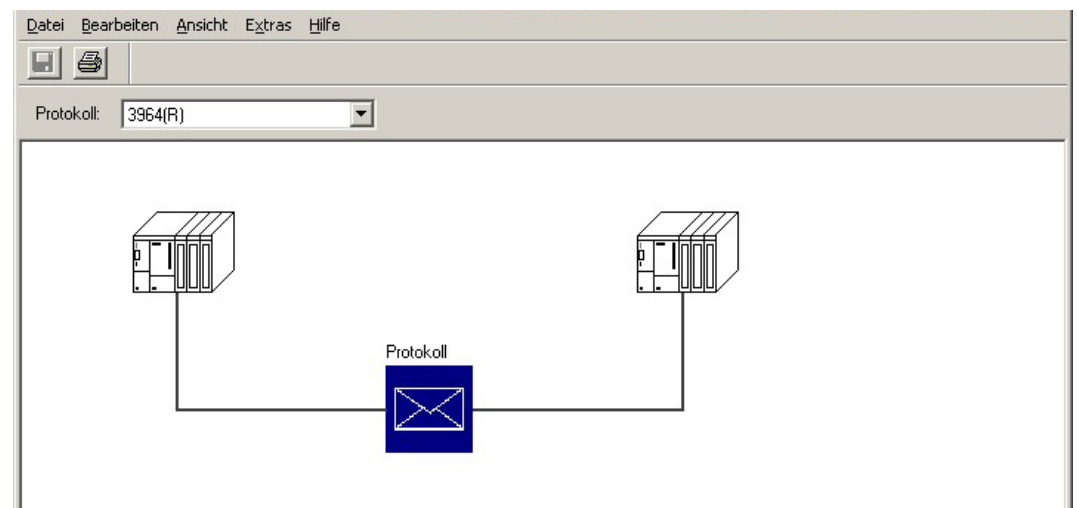 Datei Bearbeiten Ansicht Extras Hilfe
Protokoll: 3964(R)
Protokoll